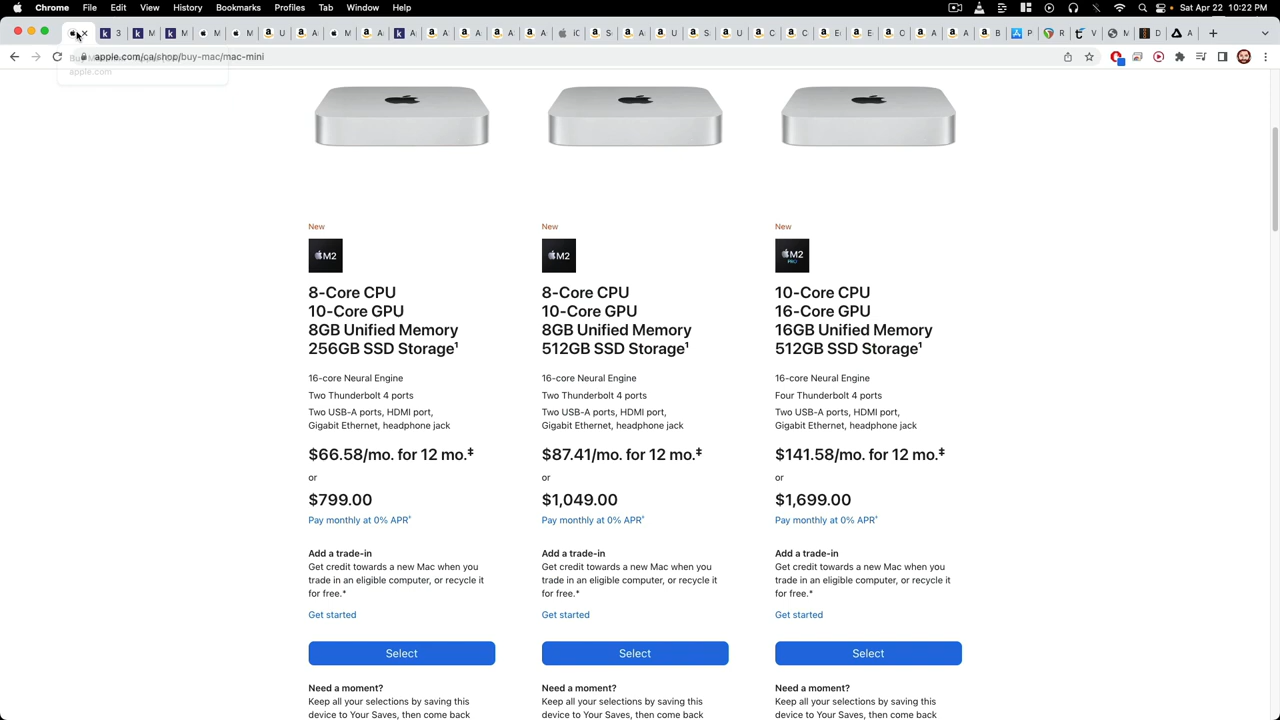 Chrome File Edit View History Bookmarks Profiles Tab Window Help Sat Apr 22 10:22 PM
apple.com/ca/shop/buy-mac/mac-mini
apple.com
New New New
M2 M2 M2 PRO
8-Core CPU
10-Core GPU
8GB Unified Memory
256GB SSD Storage¹
16-core Neural Engine
Two Thunderbolt 4 ports
Two USB-A ports, HDMI port,
Gigabit Ethernet, headphone jack
$66.58/mo. for 12 mo.‡
or
$799.00
Pay monthly at 0% APR*
Add a trade-in
Get credit towards a new Mac when you
trade in an eligible computer, or recycle it
for free.*
Get started
Select
Need a moment?
Keep all your selections by saving this
device to Your Saves, then come back
8-Core CPU
10-Core GPU
8GB Unified Memory
512GB SSD Storage¹
16-core Neural Engine
Two Thunderbolt 4 ports
Two USB-A ports, HDMI port,
Gigabit Ethernet, headphone jack
$87.41/mo. for 12 mo.‡
or
$1,049.00
Pay monthly at 0% APR*
Add a trade-in
Get credit towards a new Mac when you
trade in an eligible computer, or recycle it
for free.*
Get started
Select
Need a moment?
Keep all your selections by saving this
device to Your Saves, then come back
10-Core CPU
16-Core GPU
16GB Unified Memory
512GB SSD Storage¹
16-core Neural Engine
Four Thunderbolt 4 ports
Two USB-A ports, HDMI port,
Gigabit Ethernet, headphone jack
$141.58/mo. for 12 mo.‡
or
$1,699.00
Pay monthly at 0% APR*
Add a trade-in
Get credit towards a new Mac when you
trade in an eligible computer, or recycle it
for free.*
Get started
Select
Need a moment?
Keep all your selections by saving this
device to Your Saves, then come back